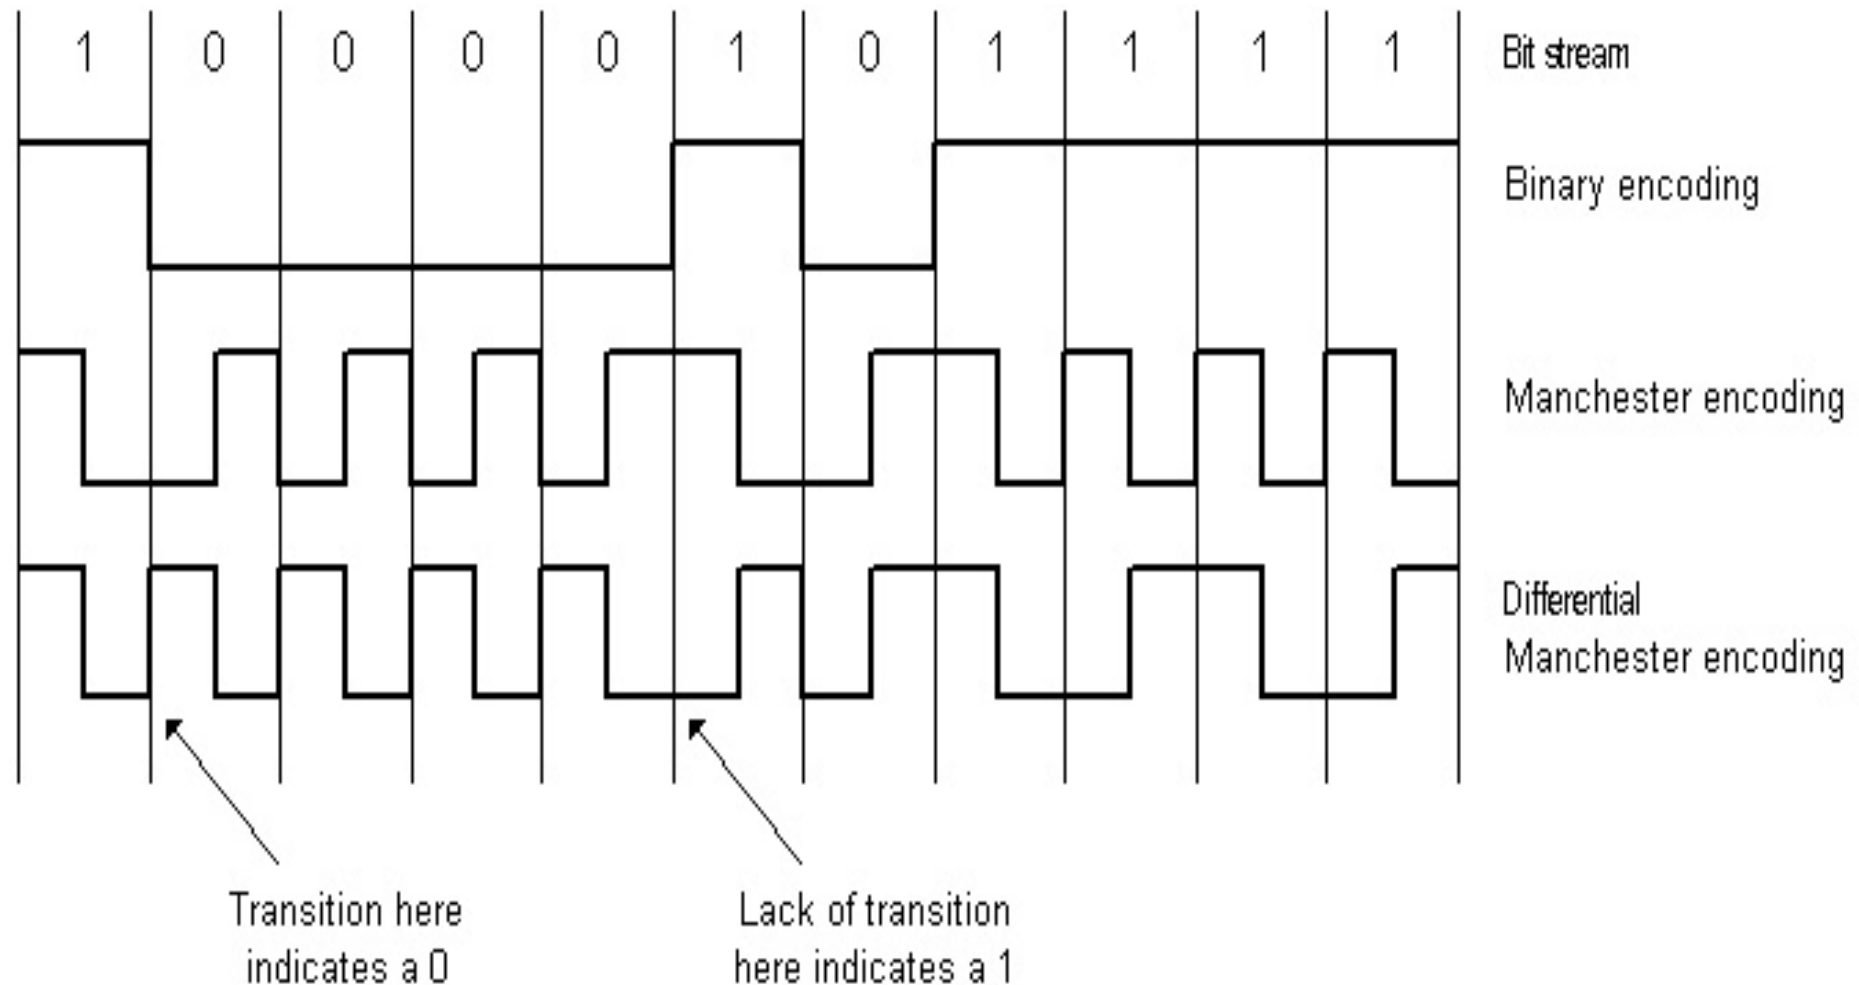 1 0 0 0 0 1 0 1 1 1 1 Bit stream
Binary encoding
Manchester encoding
Differential
Manchester encoding
Transition here
indicates a 0
Lack of transition
here indicates a 1